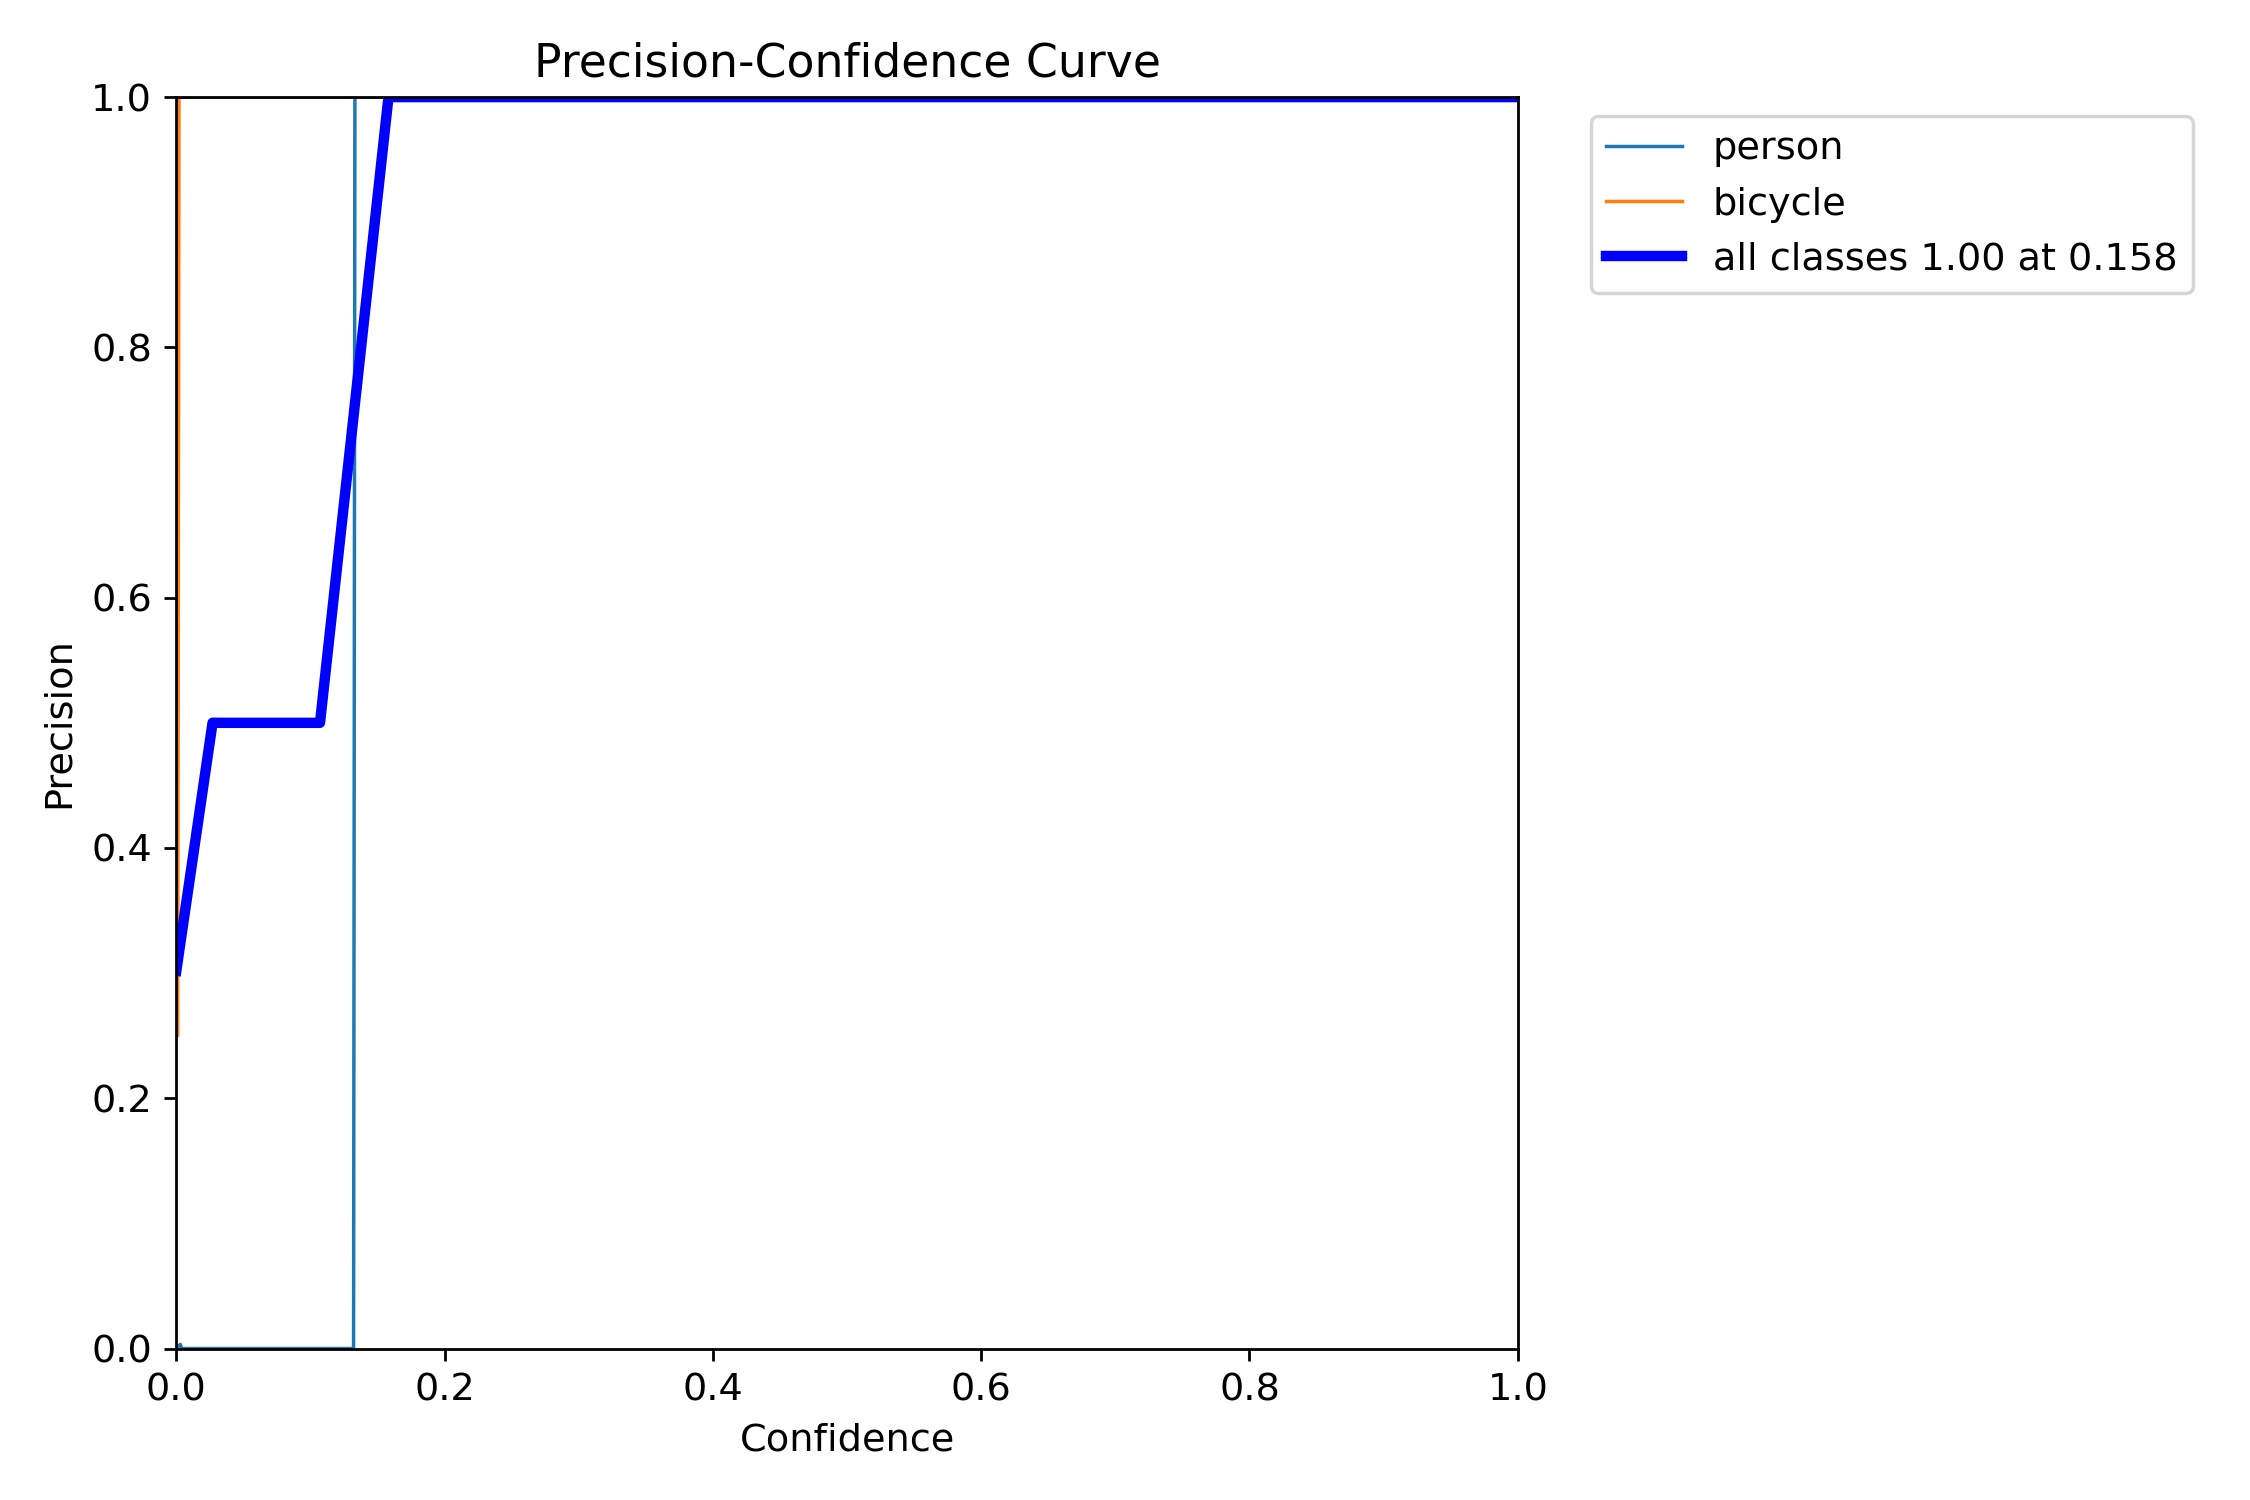 Precision-Confidence Curve
1.0
0.8
0.6
0.4
0.2
0.0
Precision
0.0 0.2 0.4 0.6 0.8 1.0
Confidence
person
bicycle
all classes 1.00 at 0.158